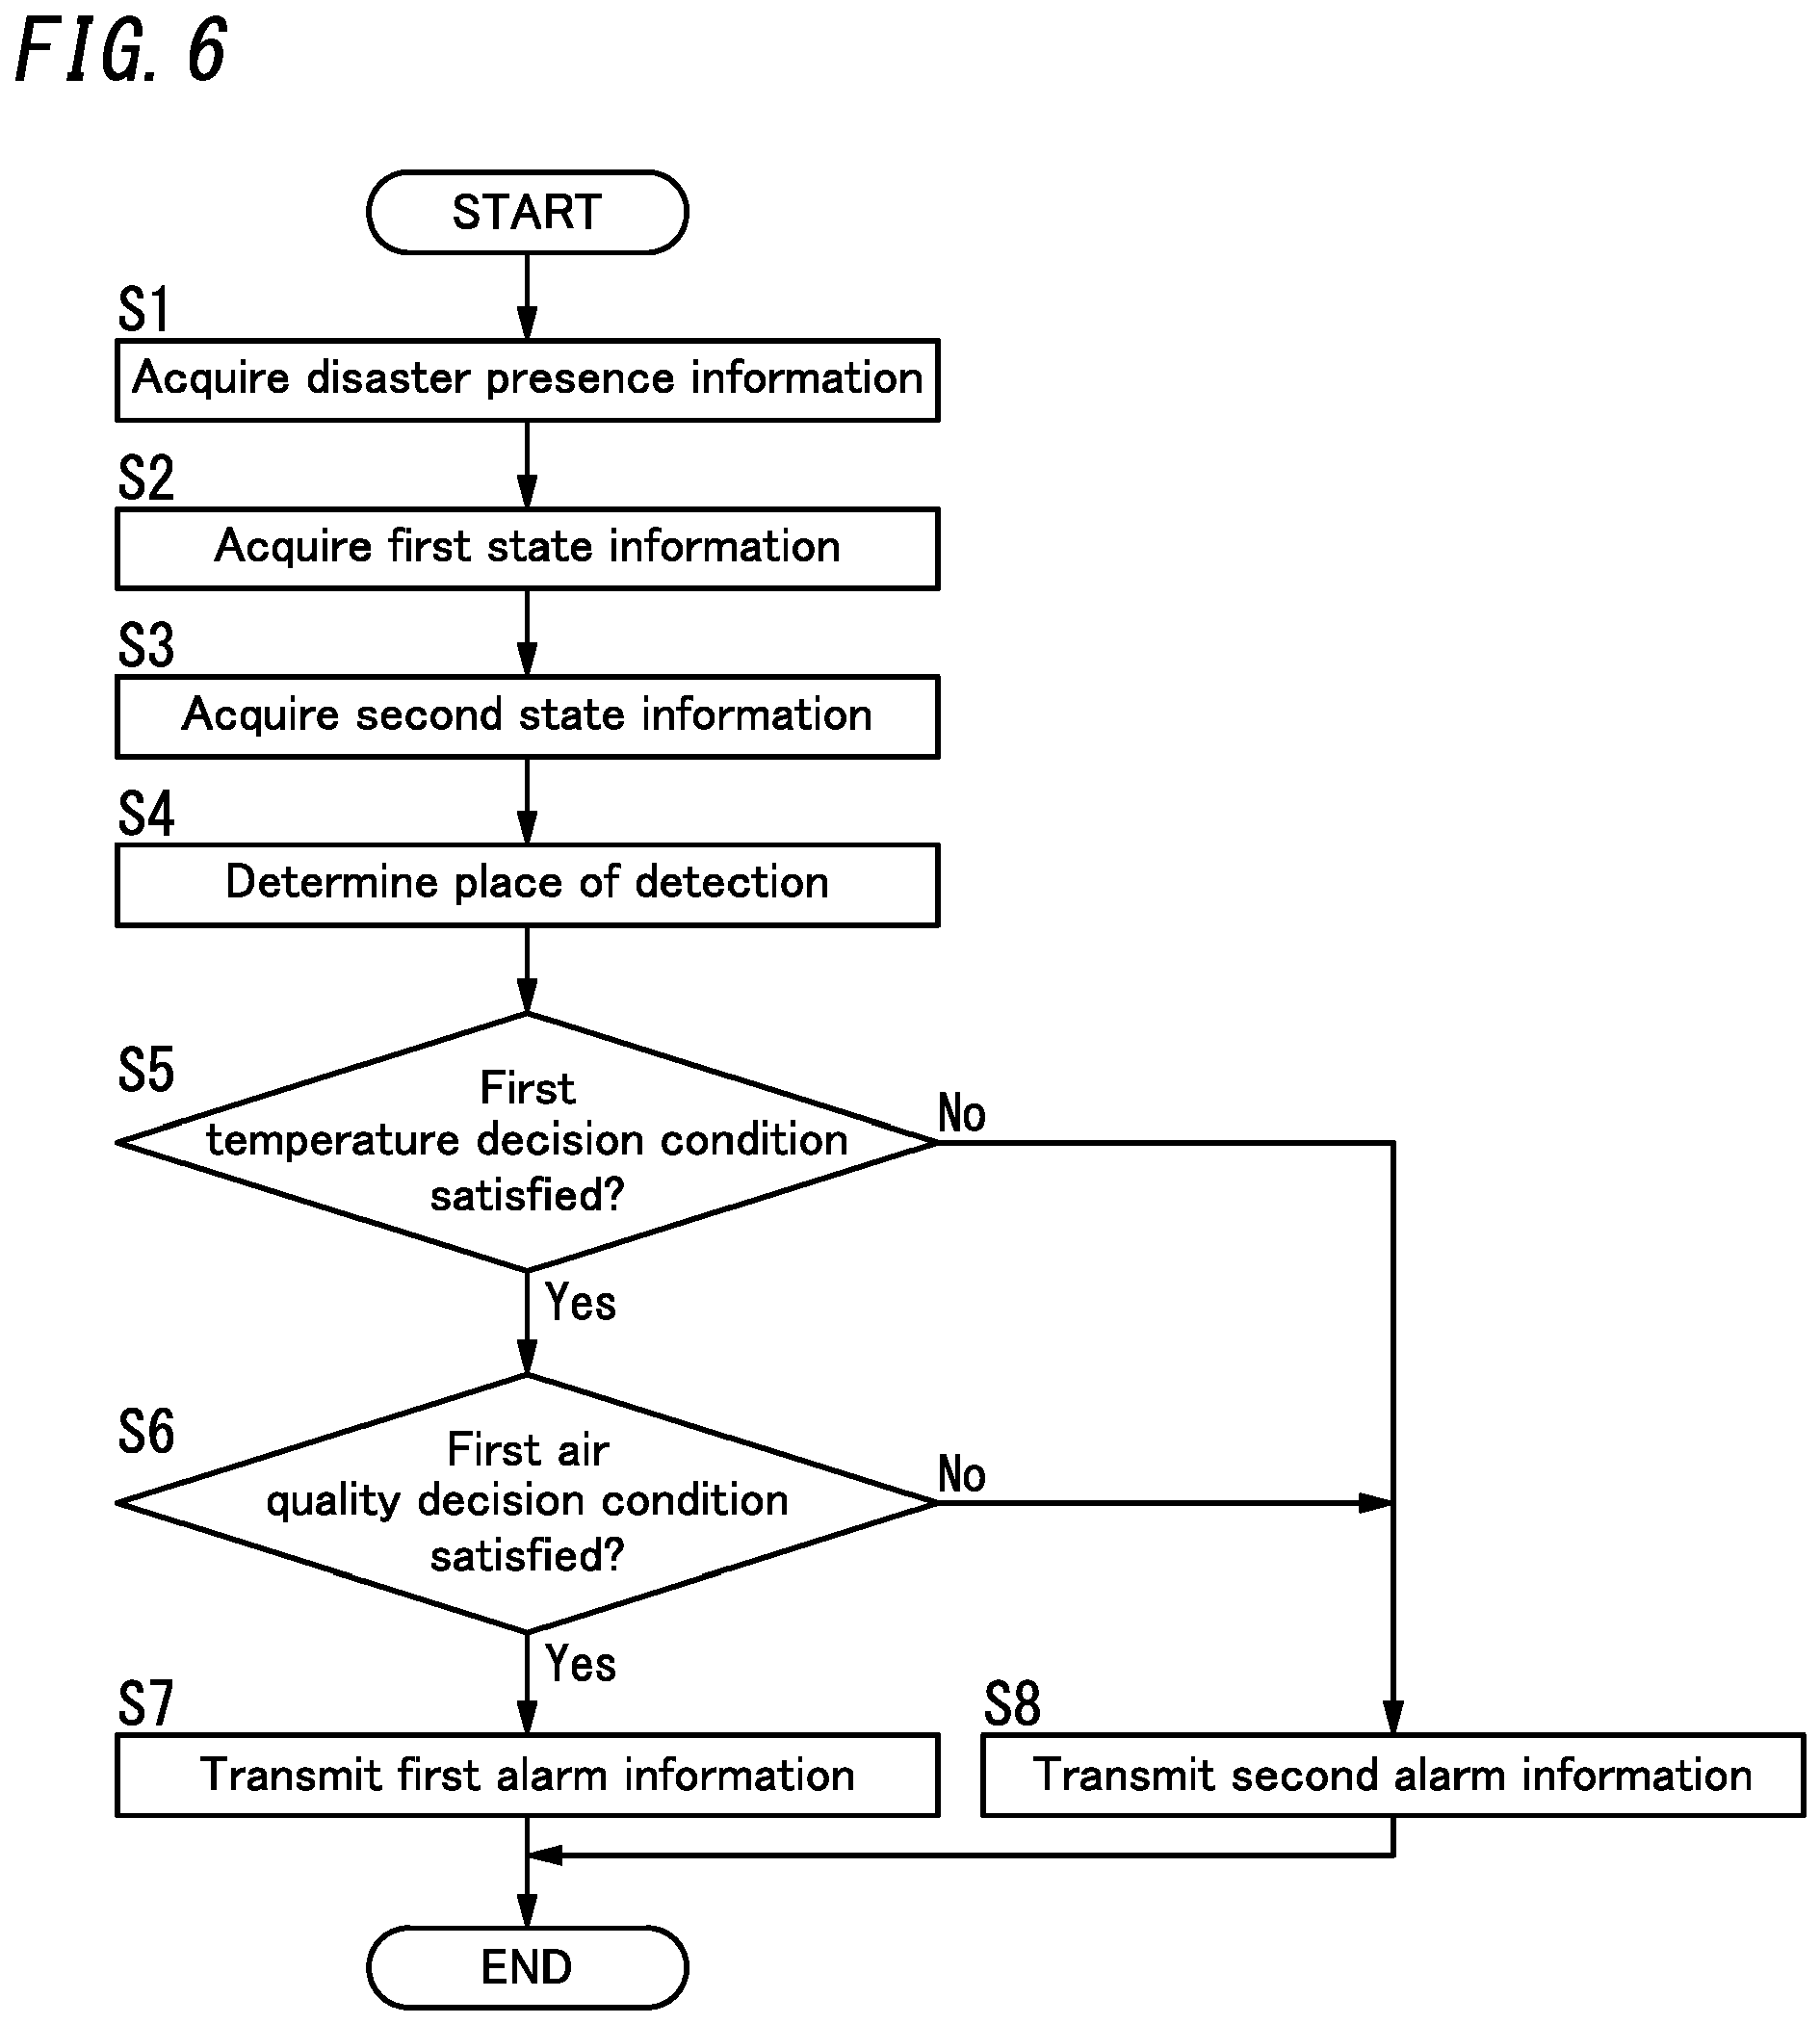 FIG. 6
START
S1
Acquire disaster presence information
S2
Acquire first state information
S3
Acquire second state information
S4
Determine place of detection
S5
First
temperature decision condition
satisfied?
No
Yes
S6
First air
quality decision condition
satisfied?
No
Yes
S7
Transmit first alarm information
S8
Transmit second alarm information
END